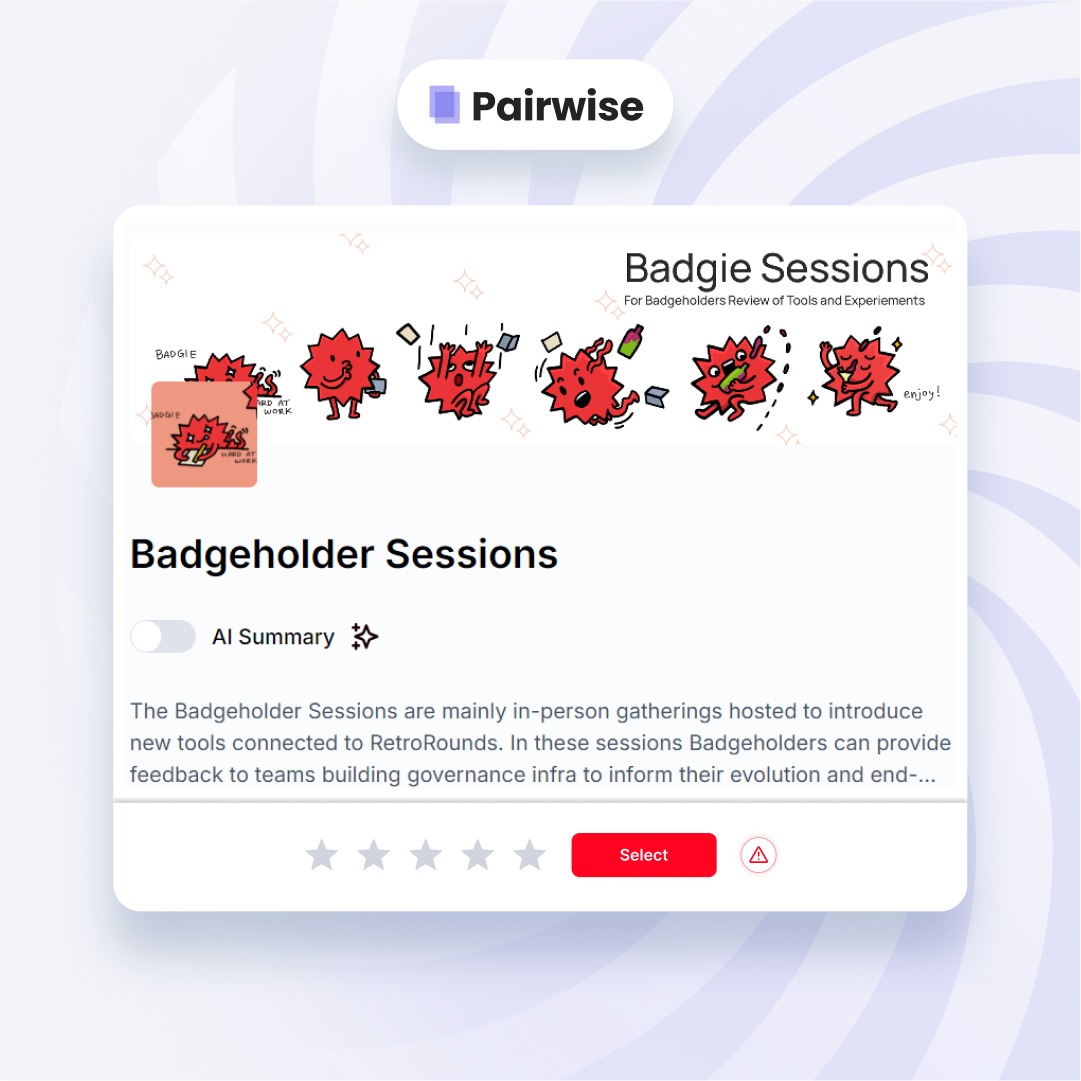 Pairwise
Badgie Sessions
For Badgeholders Review of Tools and Experiements
BADGIE
ARD AT
WORK
enjoy!
ADGIE
HARD AT
WORK
Badgeholder Sessions
AI Summary
The Badgeholder Sessions are mainly in-person gatherings hosted to introduce
new tools connected to RetroRounds. In these sessions Badgeholders can provide
feedback to teams building governance infra to inform their evolution and end-...
Select